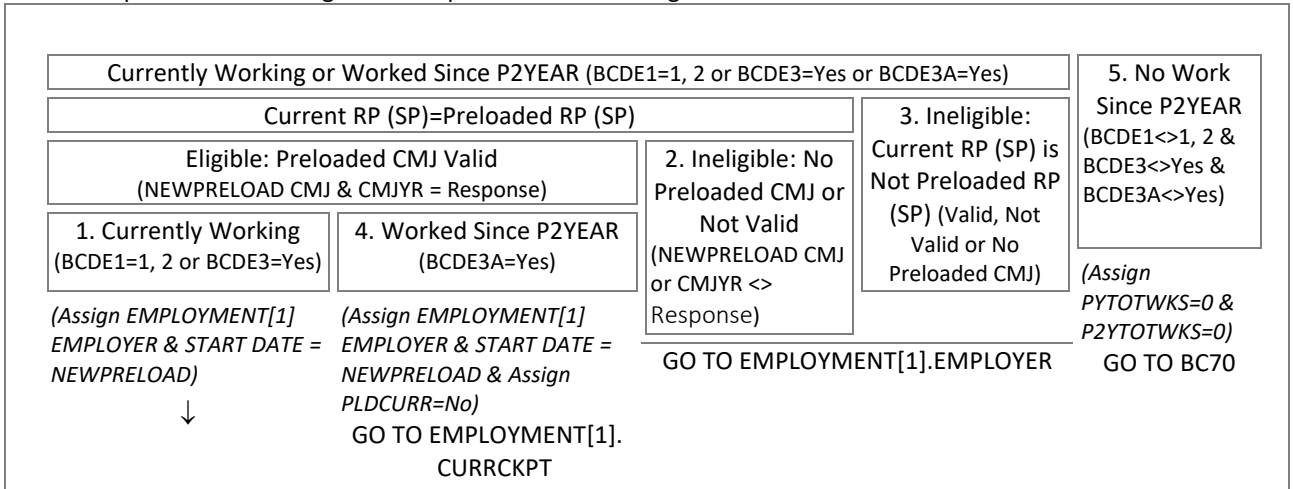 Currently Working or Worked Since P2YEAR (BCDE1=1, 2 or BCDE3=Yes or BCDE3A=Yes)
Current RP (SP)=Preloaded RP (SP)
Eligible: Preloaded CMJ Valid
(NEWPRELOAD CMJ & CMJYR = Response)
1. Currently Working
(BCDE1=1, 2 or BCDE3=Yes)
(Assign EMPLOYMENT[1]
EMPLOYER & START DATE =
NEWPRELOAD)
↓
4. Worked Since P2YEAR
(BCDE3A=Yes)
(Assign EMPLOYMENT[1]
EMPLOYER & START DATE =
NEWPRELOAD & Assign
PLDCURR=No)
GO TO EMPLOYMENT[1].
CURRCKPT
2. Ineligible: No
Preloaded CMJ or
Not Valid
(NEWPRELOAD CMJ
or CMJYR <>
Response)
3. Ineligible:
Current RP (SP) is
Not Preloaded RP
(SP) (Valid, Not
Valid or No
Preloaded CMJ)
GO TO EMPLOYMENT[1].EMPLOYER
5. No Work
Since P2YEAR
(BCDE1<>1, 2 &
BCDE3<>Yes &
BCDE3A<>Yes)
(Assign
PYTOTWKS=0 &
P2YTOTWKS=0)
GO TO BC70